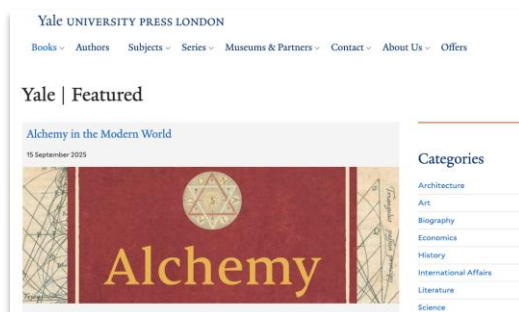 Yale UNIVERSITY PRESS LONDON
Books Authors Subjects Series Museums & Partners Contact About Us Offers
Yale | Featured
Alchemy in the Modern World
15 September 2025
Alchemy
Categories
Architecture
Art
Biography
Economics
History
International Affairs
Literature
Science